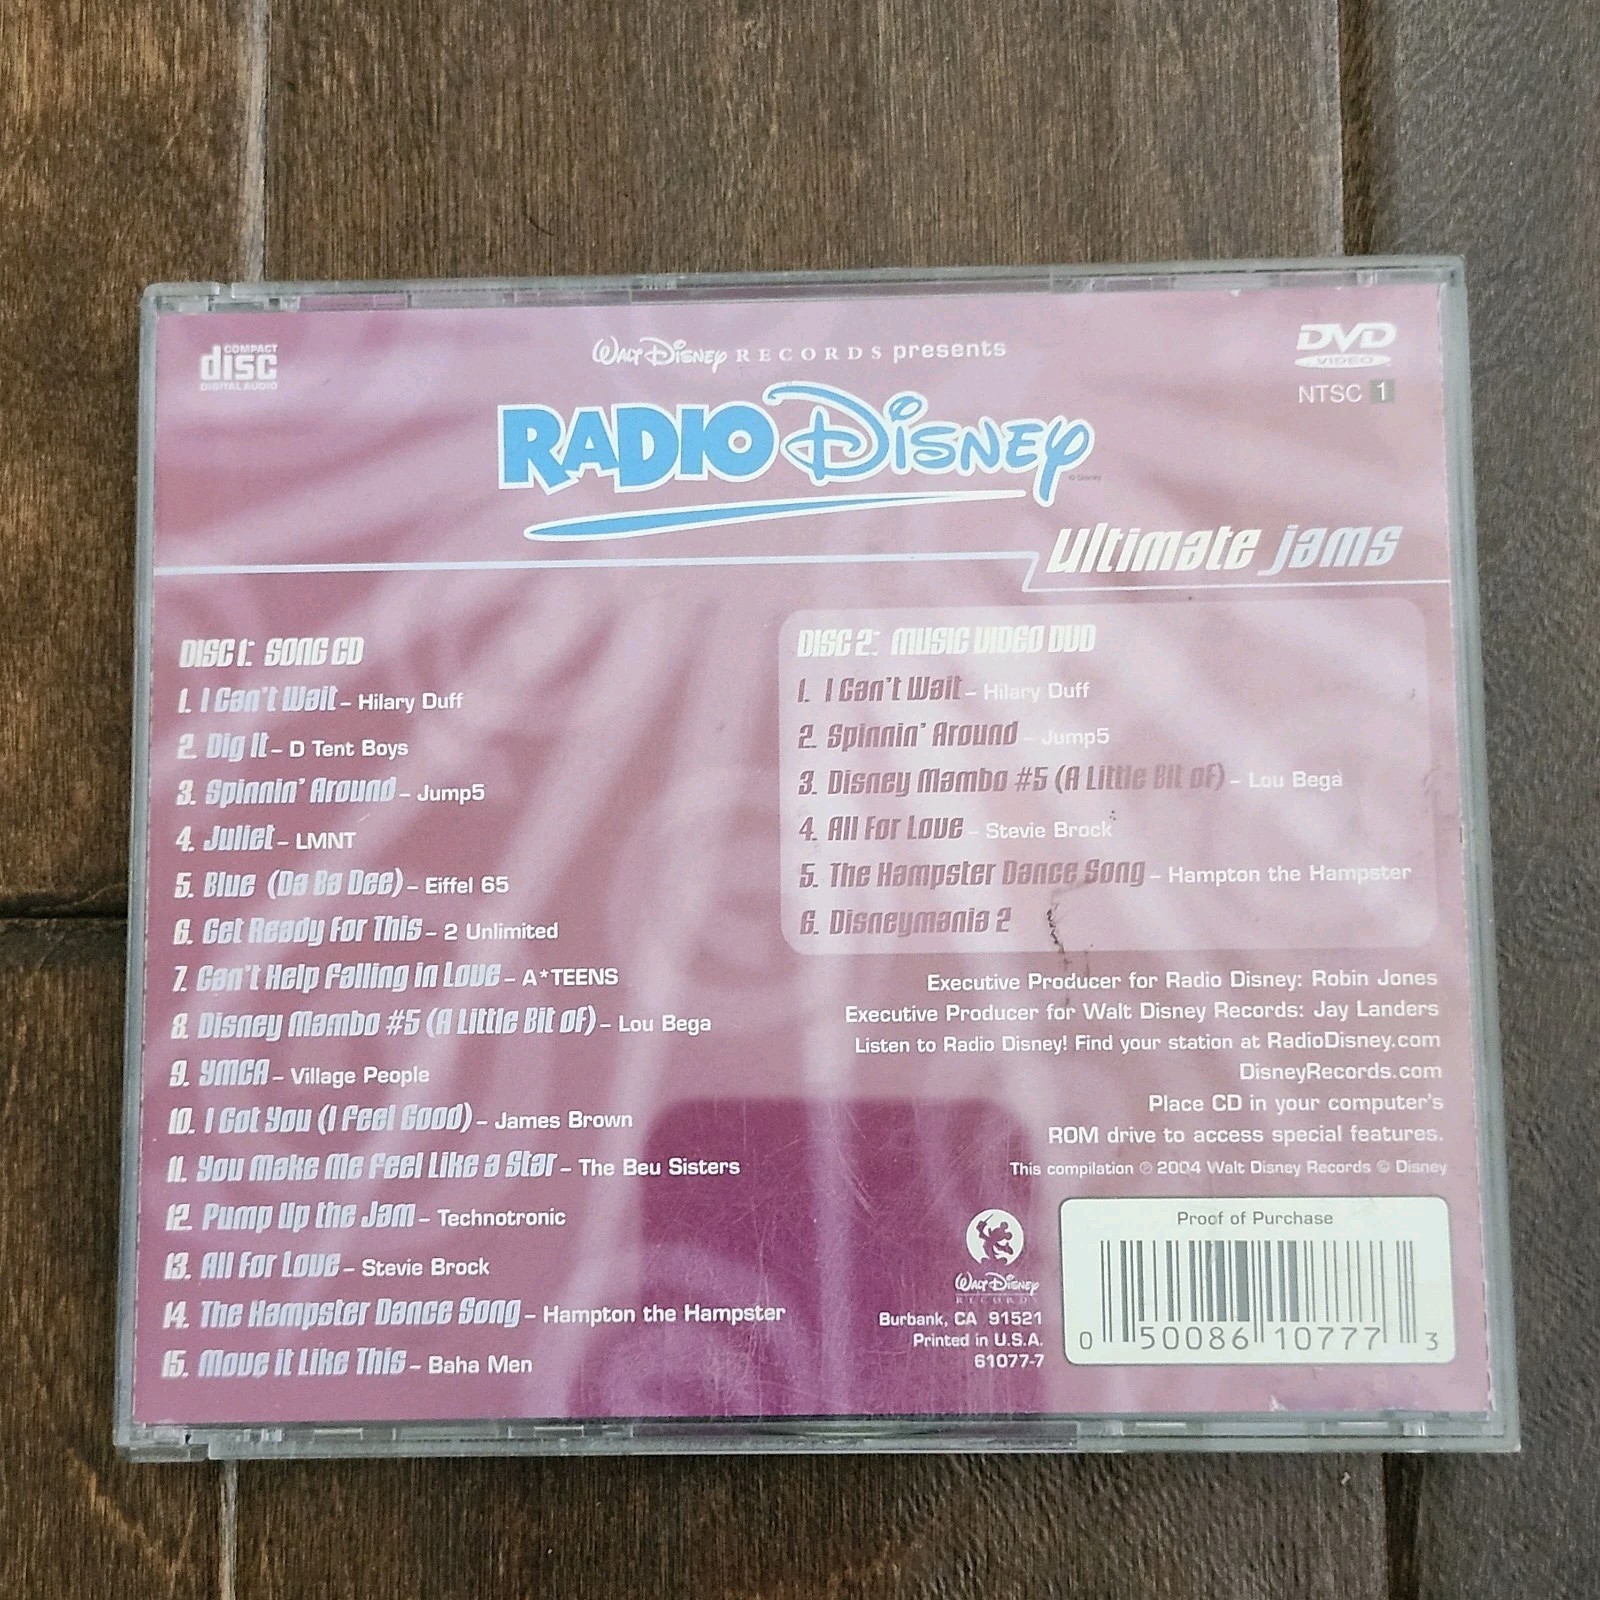 COMPACT
disc
DIGITAL AUDIO
WALT DISNEY RECORDS presents
DVD
VIDEO
NTSC 1
RADIO DISNEY
© Disney
ultimate jams
DISC 1: SONG CD
1. I Can't Wait – Hilary Duff
2. Dig It – D Tent Boys
3. Spinnin' Around – Jump5
4. Juliet – LMNT
5. Blue (Da Ba Dee) – Eiffel 65
6. Get Ready For This – 2 Unlimited
7. Can't Help Falling in Love – A*TEENS
8. Disney Mambo #5 (A Little Bit of) – Lou Bega
9. YMCA – Village People
10. I Got You (I Feel Good) – James Brown
11. You Make Me Feel Like a Star – The Beu Sisters
12. Pump Up the Jam – Technotronic
13. All For Love – Stevie Brock
14. The Hampster Dance Song – Hampton the Hampster
15. Move it Like This – Baha Men
DISC 2: MUSIC VIDEO DVD
1. I Can't Wait – Hilary Duff
2. Spinnin' Around – Jump5
3. Disney Mambo #5 (A Little Bit of) – Lou Bega
4. All For Love – Stevie Brock
5. The Hampster Dance Song – Hampton the Hampster
6. Disneymania 2
Executive Producer for Radio Disney: Robin Jones
Executive Producer for Walt Disney Records: Jay Landers
Listen to Radio Disney! Find your station at RadioDisney.com
DisneyRecords.com
Place CD in your computer's
ROM drive to access special features.
This compilation ℗ 2004 Walt Disney Records © Disney
WALT DISNEY
RECORDS
Burbank, CA 91521
Printed in U.S.A.
61077-7
Proof of Purchase
0 50086 10777 3